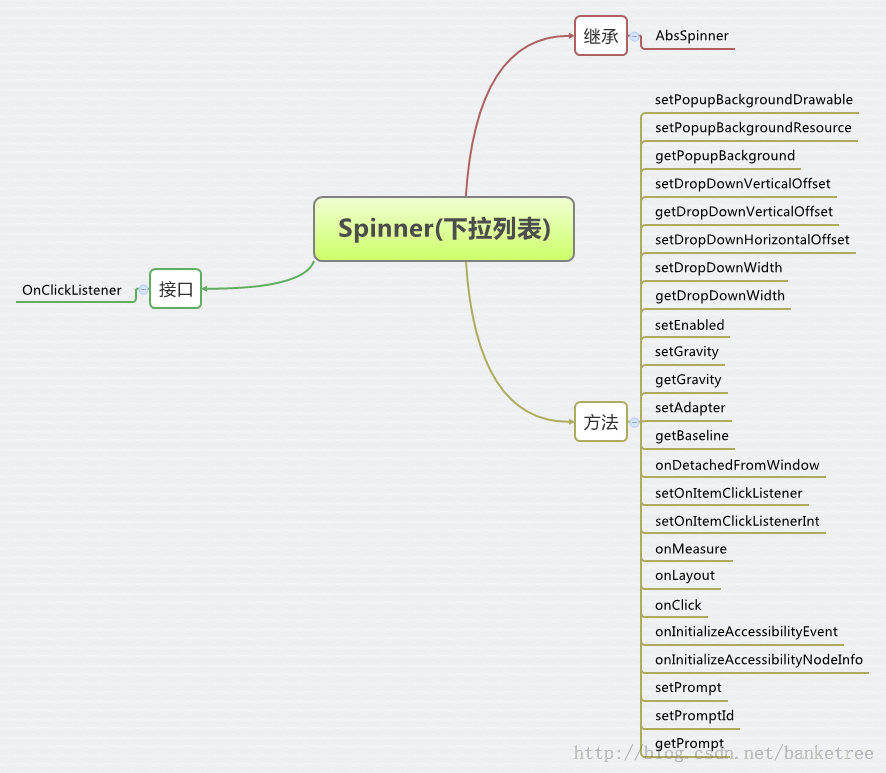 继承
AbsSpinner
Spinner(下拉列表)
接口
OnClickListener
方法
setPopupBackgroundDrawable
setPopupBackgroundResource
getPopupBackground
setDropDownVerticalOffset
getDropDownVerticalOffset
setDropDownHorizontalOffset
setDropDownWidth
getDropDownWidth
setEnabled
setGravity
getGravity
setAdapter
getBaseline
onDetachedFromWindow
setOnItemClickListener
setOnItemClickListenerInt
onMeasure
onLayout
onClick
onInitializeAccessibilityEvent
onInitializeAccessibilityNodeInfo
setPrompt
setPromptId
getPrompt
http://blog.csdn.net/banketree